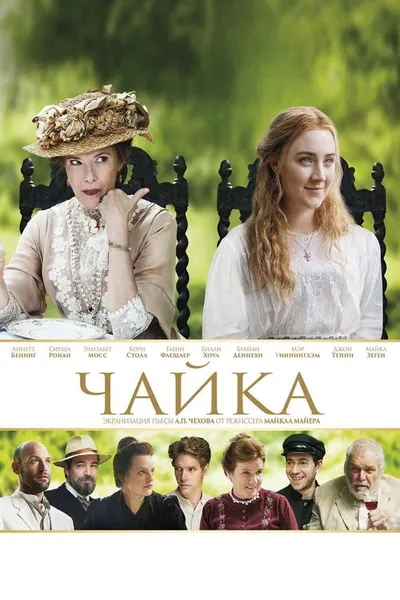 АННЕТТ БЕНИНГ СИРША РОНАН ЭЛИЗАБЕТ МОСС КОРИ СТОЛЛ ГЛЕНН ФЛЕШЛЕР БИЛЛИ ХОУЛ БРАЙАН ДЕННЕХИ МЭР УИННИНГХЭМ ДЖОН ТЕННИ МАЙКЛ ЗЕГЕН
ЧАЙКА
ЭКРАНИЗАЦИЯ ПЬЕСЫ А.П. ЧЕХОВА ОТ РЕЖИССЕРА МАЙКЛА МАЙЕРА